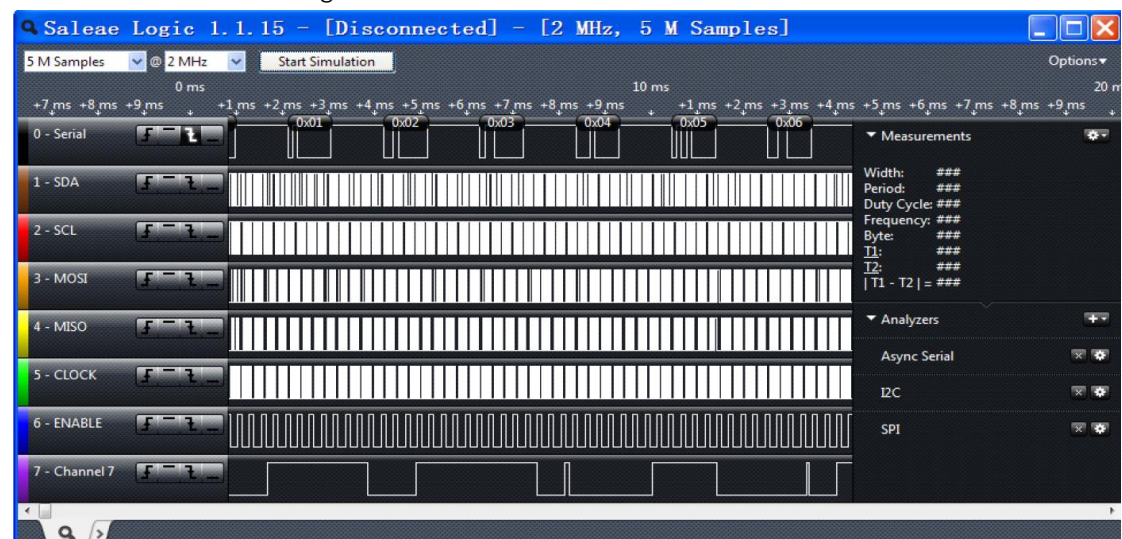 Saleae Logic 1.1.15 - [Disconnected] - [2 MHz, 5 M Samples]
5 M Samples @ 2 MHz Start Simulation Options
0 ms 10 ms 20 m
+7 ms +8 ms +9 ms +1 ms +2 ms +3 ms +4 ms +5 ms +6 ms +7 ms +8 ms +9 ms +1 ms +2 ms +3 ms +4 ms +5 ms +6 ms +7 ms +8 ms +9 ms
0 - Serial 0x01 0x02 0x03 0x04 0x05 0x06
1 - SDA
2 - SCL
3 - MOSI
4 - MISO
5 - CLOCK
6 - ENABLE
7 - Channel 7
Measurements
Width: ###
Period: ###
Duty Cycle: ###
Frequency: ###
Byte: ###
T1: ###
T2: ###
| T1 - T2 | = ###
Analyzers
Async Serial
I2C
SPI